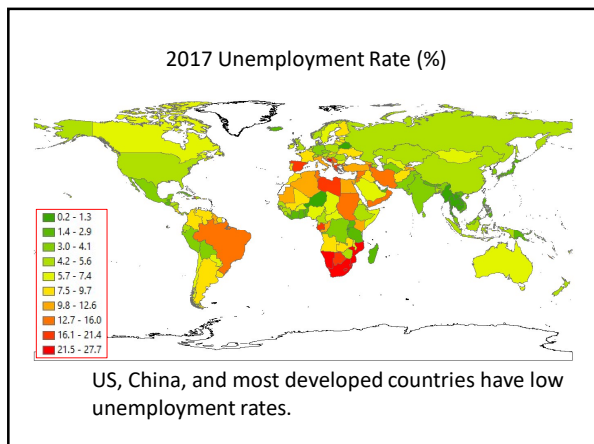 2017 Unemployment Rate (%)
0.2 - 1.3
1.4 - 2.9
3.0 - 4.1
4.2 - 5.6
5.7 - 7.4
7.5 - 9.7
9.8 - 12.6
12.7 - 16.0
16.1 - 21.4
21.5 - 27.7
US, China, and most developed countries have low
unemployment rates.